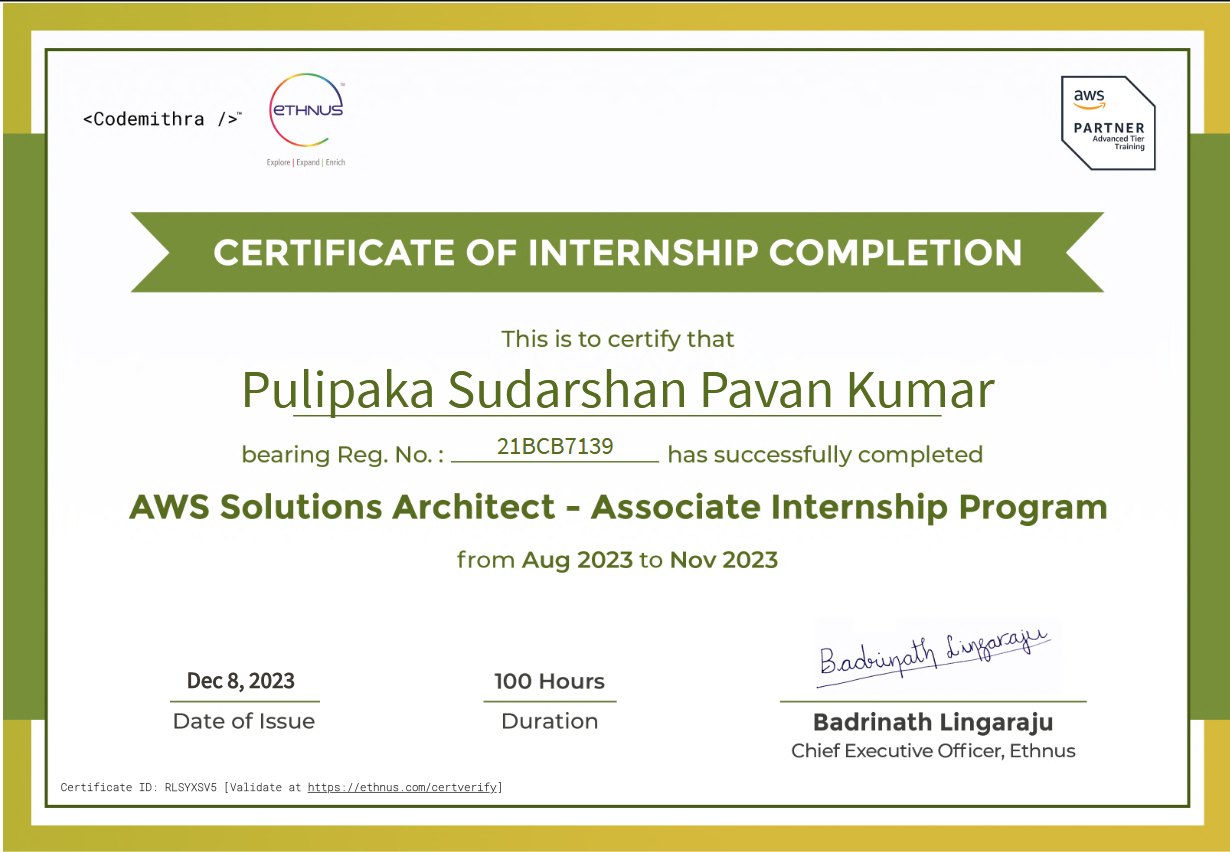 <Codemithra />™
eTHNUS™
Explore | Expand | Enrich
aws
PARTNER
Advanced Tier
Training
CERTIFICATE OF INTERNSHIP COMPLETION
This is to certify that
Pulipaka Sudarshan Pavan Kumar
bearing Reg. No. : 21BCB7139 has successfully completed
AWS Solutions Architect - Associate Internship Program
from Aug 2023 to Nov 2023
Badrinath Lingaraju
Dec 8, 2023
Date of Issue
100 Hours
Duration
Badrinath Lingaraju
Chief Executive Officer, Ethnus
Certificate ID: RLSYXSV5 [Validate at https://ethnus.com/certverify]